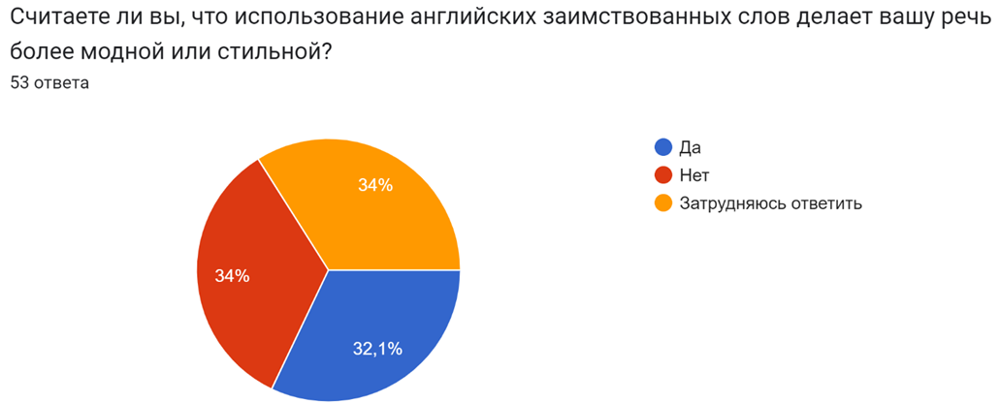 Считаете ли вы, что использование английских заимствованных слов делает вашу речь
более модной или стильной?
53 ответа
Да
Нет
Затрудняюсь ответить
34%
34%
32,1%